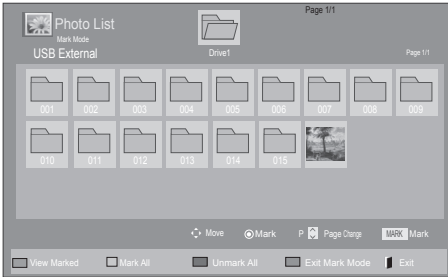 Page 1/1
Photo List
Mark Mode
USB External
Drive1
Page 1/1
001 002 003 004 005 006 007 008 009
010 011 012 013 014 015
Move Mark P Page Change MARK Mark
View Marked Mark All Unmark All Exit Mark Mode Exit